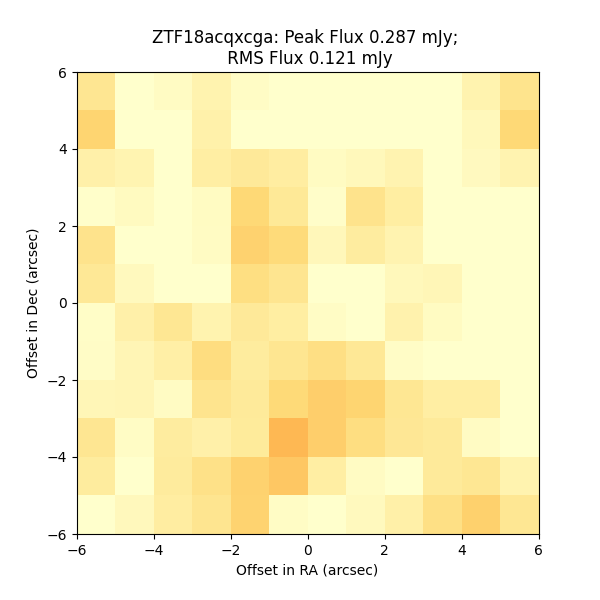 ZTF18acqxcga: Peak Flux 0.287 mJy;
RMS Flux 0.121 mJy
6
4
2
0
−2
−4
−6
Offset in Dec (arcsec)
−6 −4 −2 0 2 4 6
Offset in RA (arcsec)